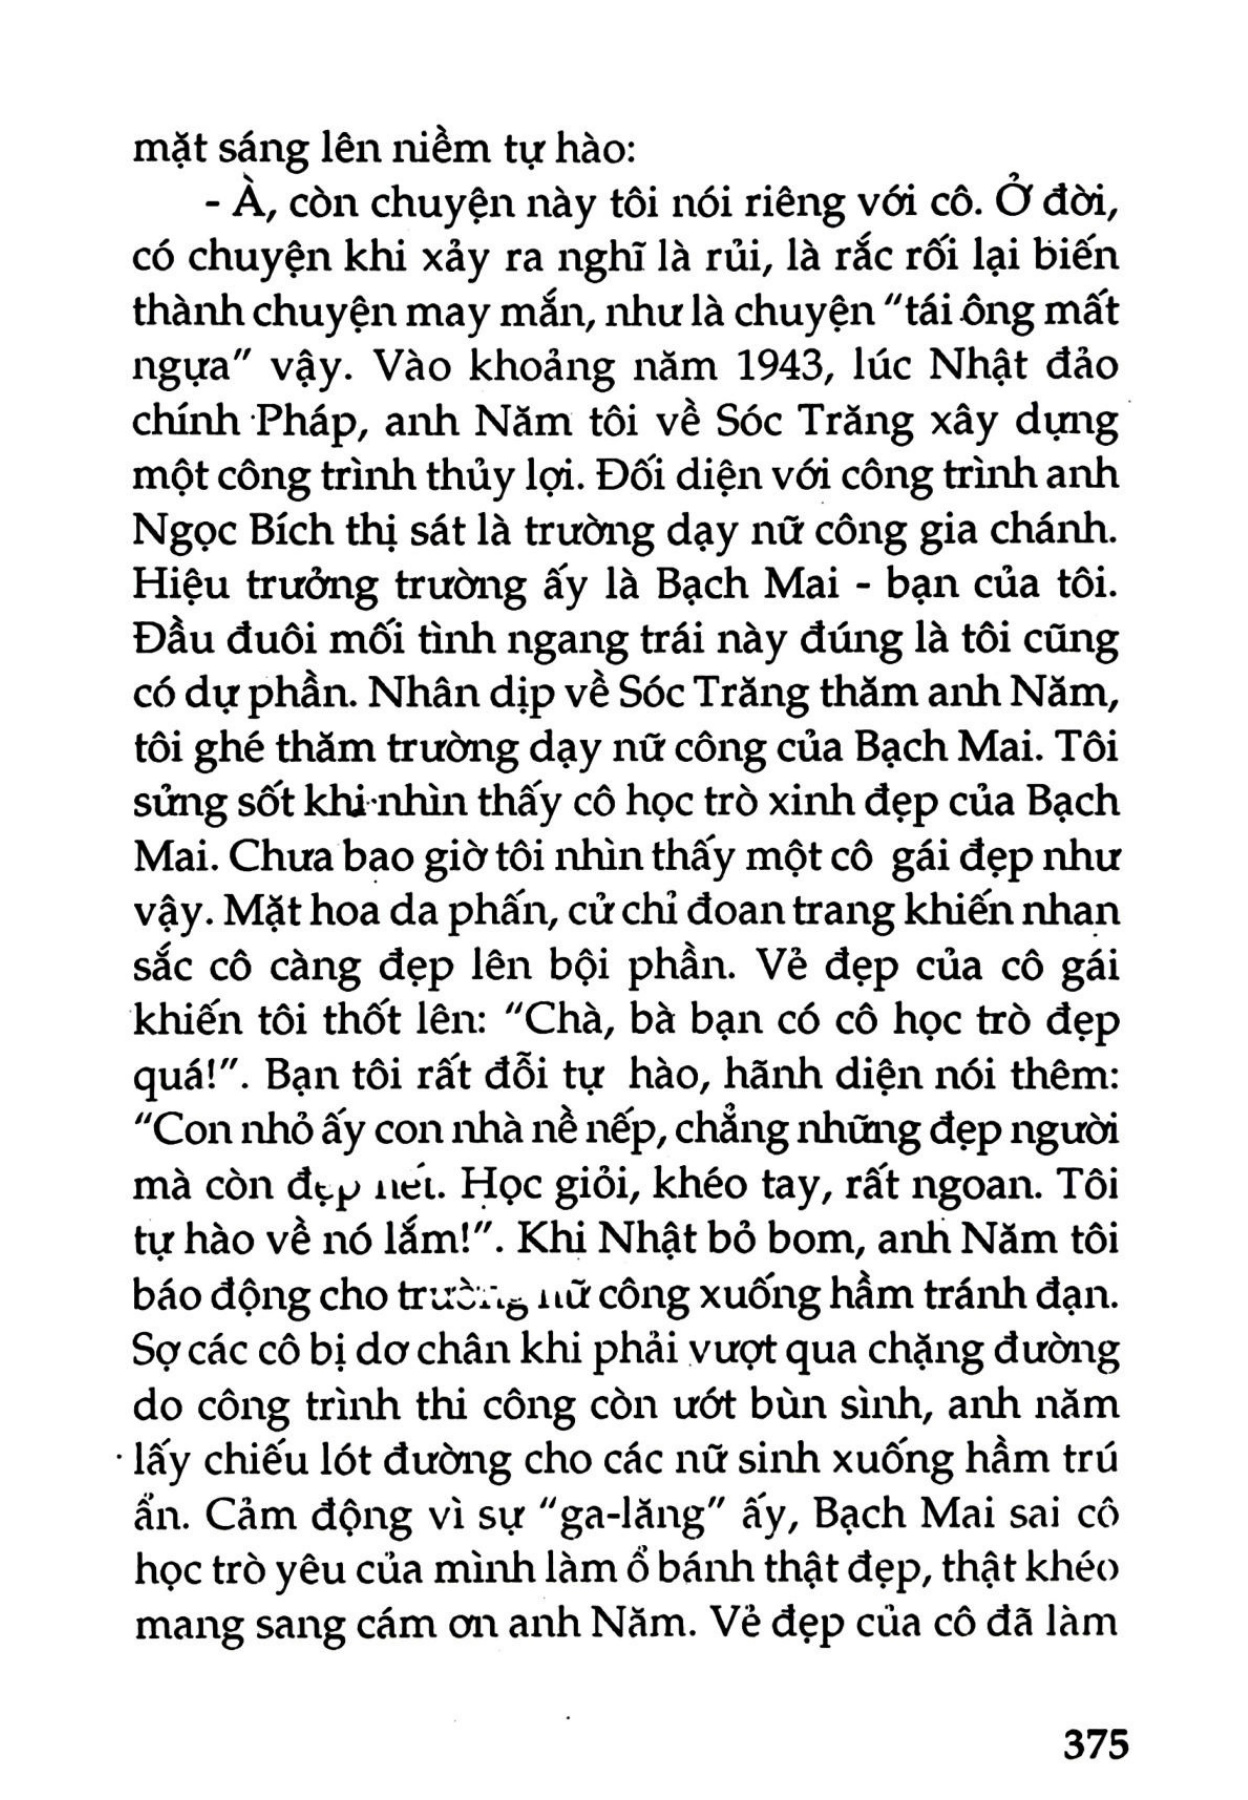 mặt sáng lên niềm tự hào:
- À, còn chuyện này tôi nói riêng với cô. Ở đời,
có chuyện khi xảy ra nghĩ là rủi, là rắc rối lại biến
thành chuyện may mắn, như là chuyện "tái ông mất
ngựa" vậy. Vào khoảng năm 1943, lúc Nhật đảo
chính Pháp, anh Năm tôi về Sóc Trăng xây dựng
một công trình thủy lợi. Đối diện với công trình anh
Ngọc Bích thị sát là trường dạy nữ công gia chánh.
Hiệu trưởng trường ấy là Bạch Mai - bạn của tôi.
Đầu đuôi mối tình ngang trái này đúng là tôi cũng
có dự phần. Nhân dịp về Sóc Trăng thăm anh Năm,
tôi ghé thăm trường dạy nữ công của Bạch Mai. Tôi
sửng sốt khi nhìn thấy cô học trò xinh đẹp của Bạch
Mai. Chưa bao giờ tôi nhìn thấy một cô gái đẹp như
vậy. Mặt hoa da phấn, cử chỉ đoan trang khiến nhan
sắc cô càng đẹp lên bội phần. Vẻ đẹp của cô gái
khiến tôi thốt lên: "Chà, bà bạn có cô học trò đẹp
quá!". Bạn tôi rất đỗi tự hào, hãnh diện nói thêm:
"Con nhỏ ấy con nhà nề nếp, chẳng những đẹp người
mà còn đẹp nết. Học giỏi, khéo tay, rất ngoan. Tôi
tự hào về nó lắm!". Khi Nhật bỏ bom, anh Năm tôi
báo động cho trường nữ công xuống hầm tránh đạn.
Sợ các cô bị dơ chân khi phải vượt qua chặng đường
do công trình thi công còn ướt bùn sình, anh năm
lấy chiếu lót đường cho các nữ sinh xuống hầm trú
ẩn. Cảm động vì sự "ga-lăng" ấy, Bạch Mai sai cô
học trò yêu của mình làm ổ bánh thật đẹp, thật khéo
mang sang cám ơn anh Năm. Vẻ đẹp của cô đã làm
375